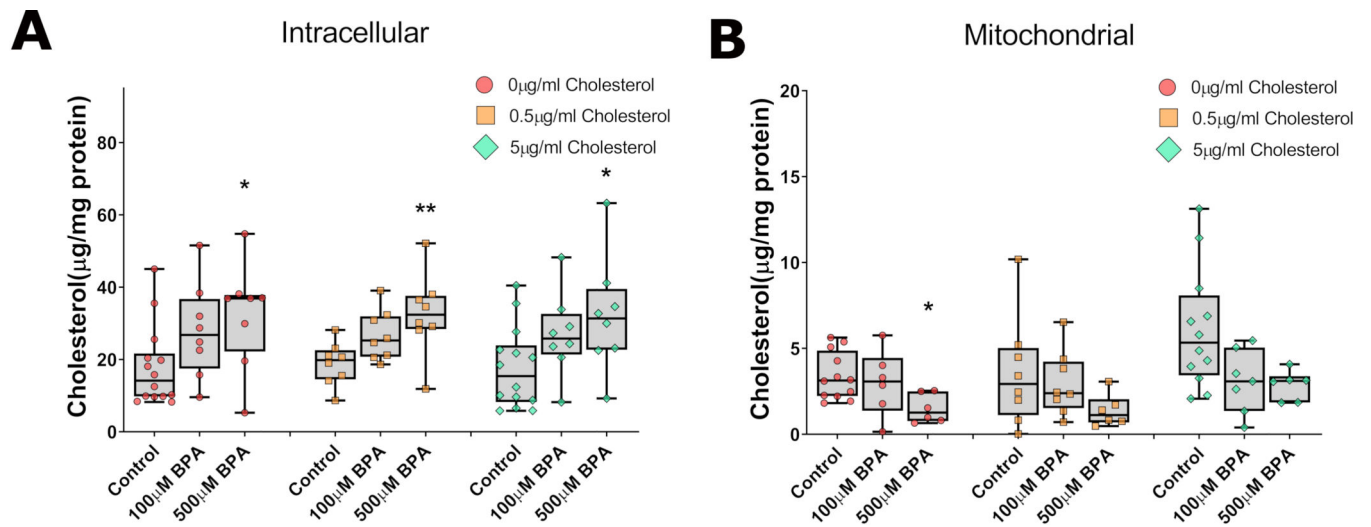 A
Intracellular
Cholesterol(μg/mg protein)
0μg/ml Cholesterol
0.5μg/ml Cholesterol
5μg/ml Cholesterol
80
60
40
20
0
*
**
*
Control
100μM BPA
500μM BPA
Control
100μM BPA
500μM BPA
Control
100μM BPA
500μM BPA
B
Mitochondrial
Cholesterol(μg/mg protein)
0μg/ml Cholesterol
0.5μg/ml Cholesterol
5μg/ml Cholesterol
20
15
10
5
0
*
Control
100μM BPA
500μM BPA
Control
100μM BPA
500μM BPA
Control
100μM BPA
500μM BPA